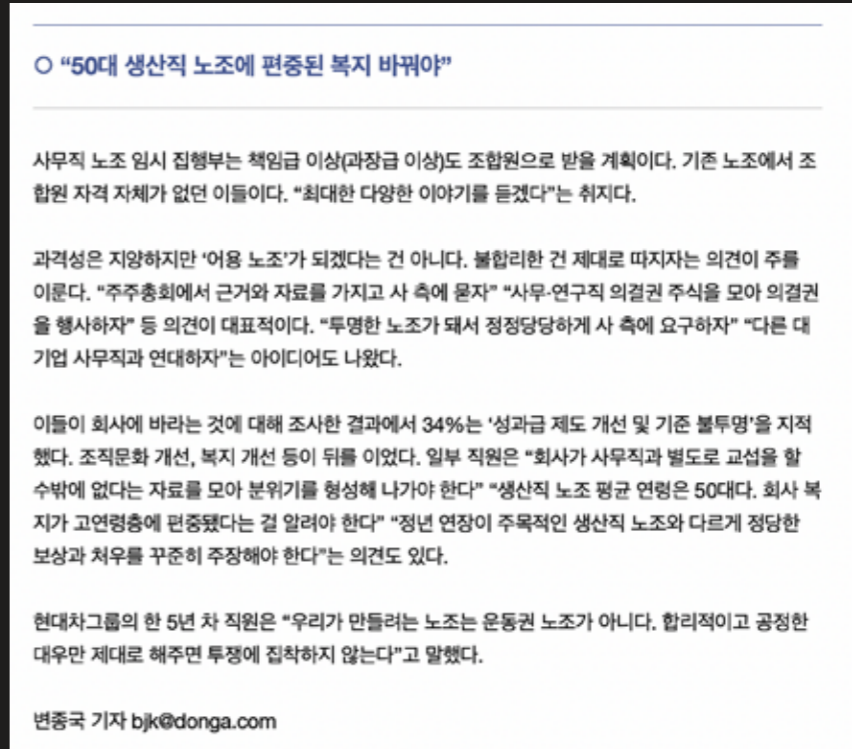 ○ “50대 생산직 노조에 편중된 복지 바꿔야”
사무직 노조 임시 집행부는 책임급 이상(과장급 이상)도 조합원으로 받을 계획이다. 기존 노조에서 조
합원 자격 자체가 없던 이들이다. “최대한 다양한 이야기를 듣겠다”는 취지다.
과격성은 지양하지만 ‘어용 노조’가 되겠다는 건 아니다. 불합리한 건 제대로 따지자는 의견이 주를
이룬다. “주주총회에서 근거와 자료를 가지고 사 측에 묻자” “사무·연구직 의결권 주식을 모아 의결권
을 행사하자” 등 의견이 대표적이다. “투명한 노조가 돼서 정정당당하게 사 측에 요구하자” “다른 대
기업 사무직과 연대하자”는 아이디어도 나왔다.
이들이 회사에 바라는 것에 대해 조사한 결과에서 34%는 ‘성과급 제도 개선 및 기준 불투명’을 지적
했다. 조직문화 개선, 복지 개선 등이 뒤를 이었다. 일부 직원은 “회사가 사무직과 별도로 교섭을 할
수밖에 없다는 자료를 모아 분위기를 형성해 나가야 한다” “생산직 노조 평균 연령은 50대다. 회사 복
지가 고연령층에 편중됐다는 걸 알려야 한다” “정년 연장이 주목적인 생산직 노조와 다르게 정당한
보상과 처우를 꾸준히 주장해야 한다”는 의견도 있다.
현대차그룹의 한 5년 차 직원은 “우리가 만들려는 노조는 운동권 노조가 아니다. 합리적이고 공정한
대우만 제대로 해주면 투쟁에 집착하지 않는다”고 말했다.
변종국 기자 bjk@donga.com